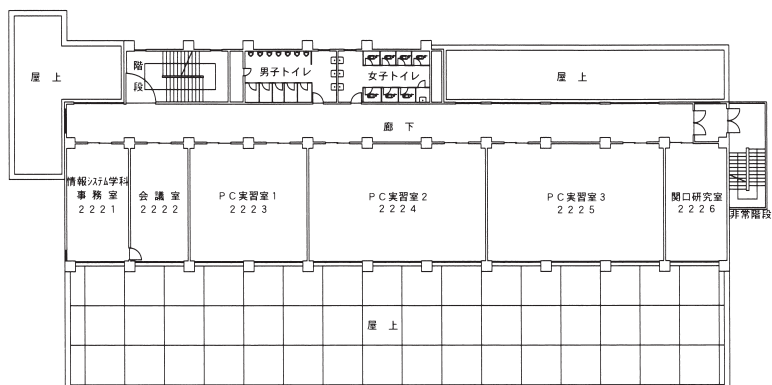 屋上
階段
男子トイレ
女子トイレ
屋上
廊下
情報システム学科
事務室
2221
会議室
2222
PC実習室1
2223
PC実習室2
2224
PC実習室3
2225
関口研究室
2226
非常階段
屋上